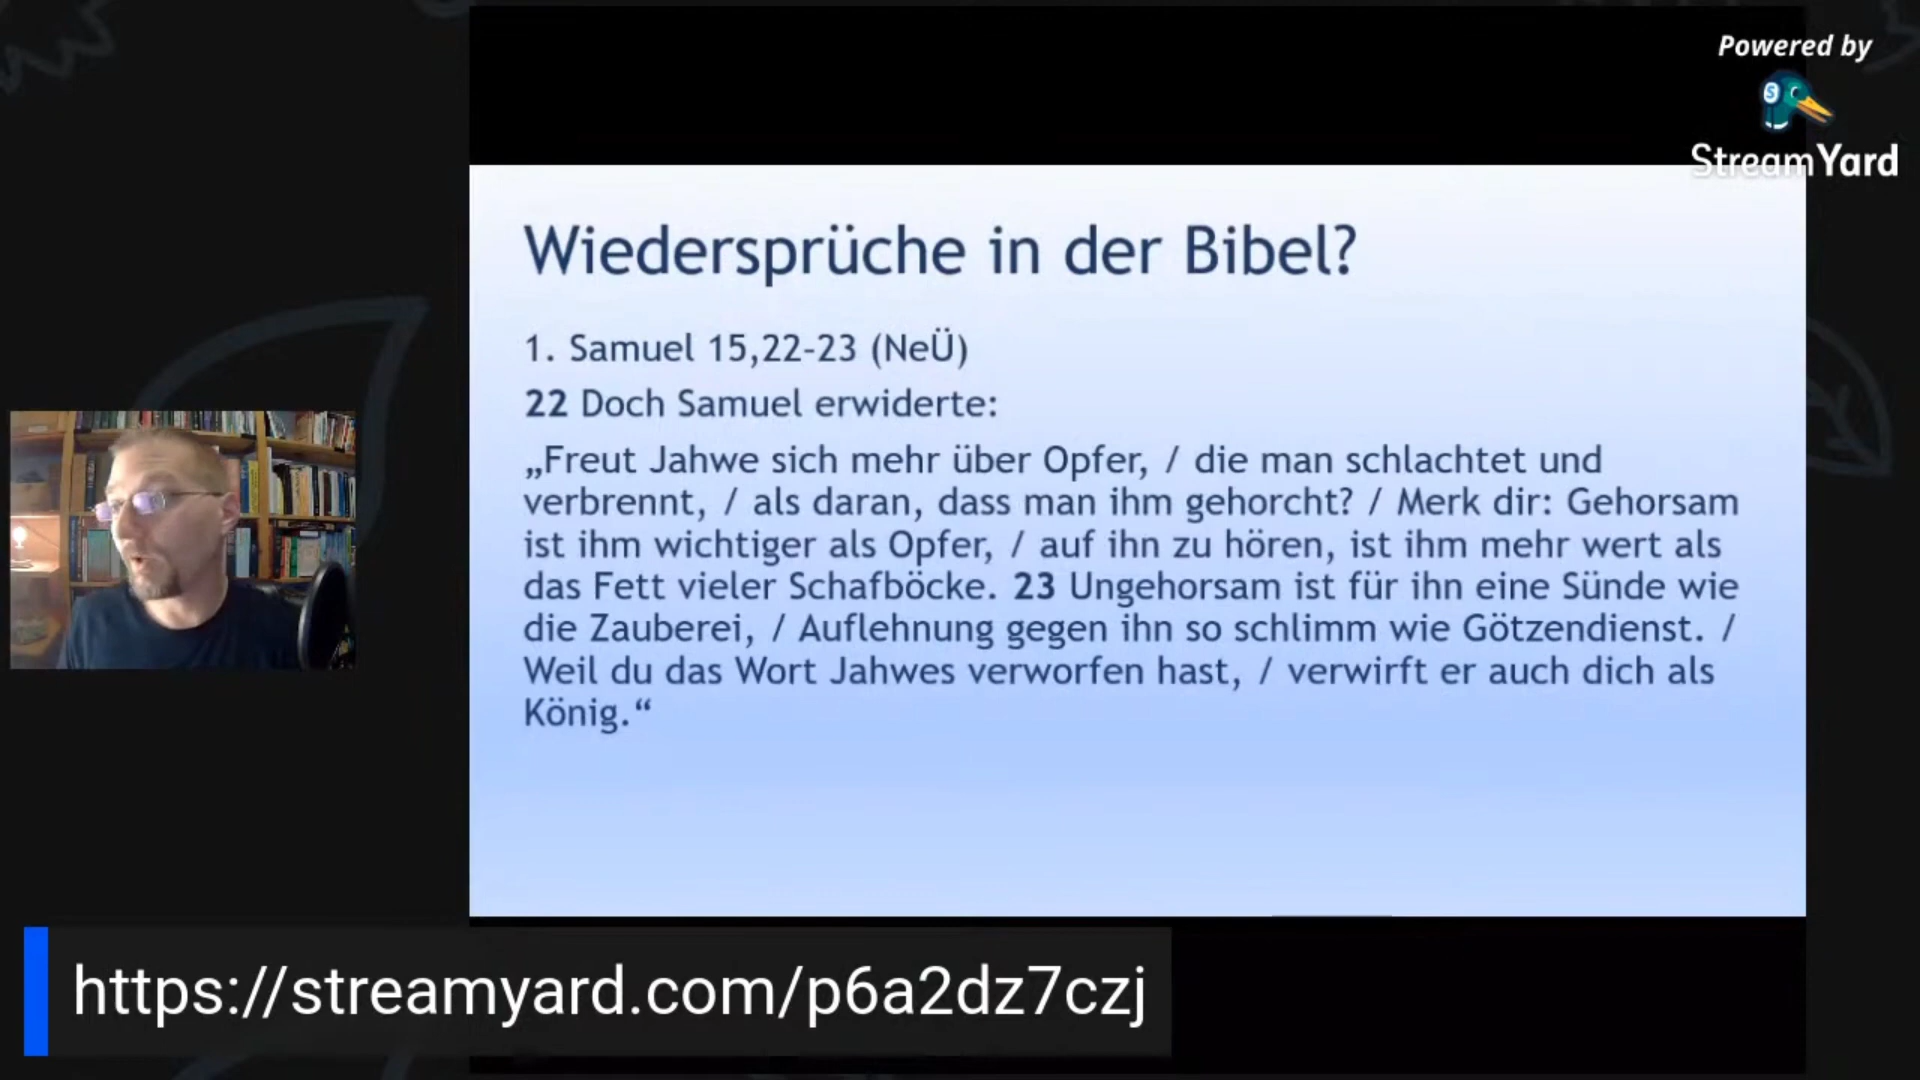 Powered by
StreamYard
Wiedersprüche in der Bibel?
1. Samuel 15,22-23 (NeÜ)
22 Doch Samuel erwiderte:
„Freut Jahwe sich mehr über Opfer, / die man schlachtet und
verbrennt, / als daran, dass man ihm gehorcht? / Merk dir: Gehorsam
ist ihm wichtiger als Opfer, / auf ihn zu hören, ist ihm mehr wert als
das Fett vieler Schafböcke. 23 Ungehorsam ist für ihn eine Sünde wie
die Zauberei, / Auflehnung gegen ihn so schlimm wie Götzendienst. /
Weil du das Wort Jahwes verworfen hast, / verwirft er auch dich als
König.“
https://streamyard.com/p6a2dz7czj